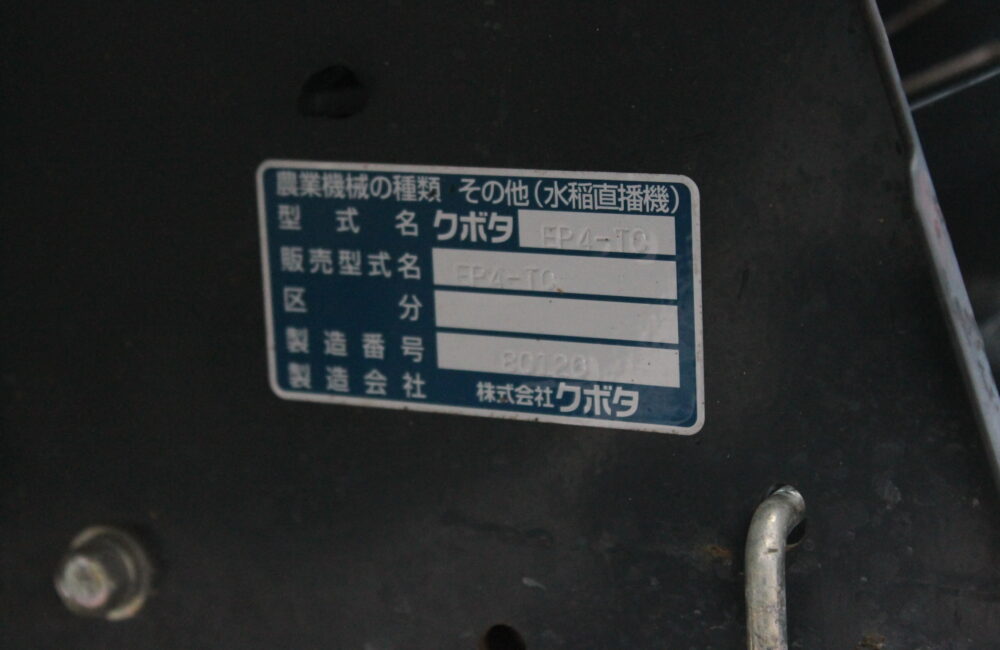 農業機械の種類 その他(水稲直播機)
型式名 クボタ EP4-TC
販売型式名 EP4-TC
区分
製造番号
製造会社 株式会社クボタ